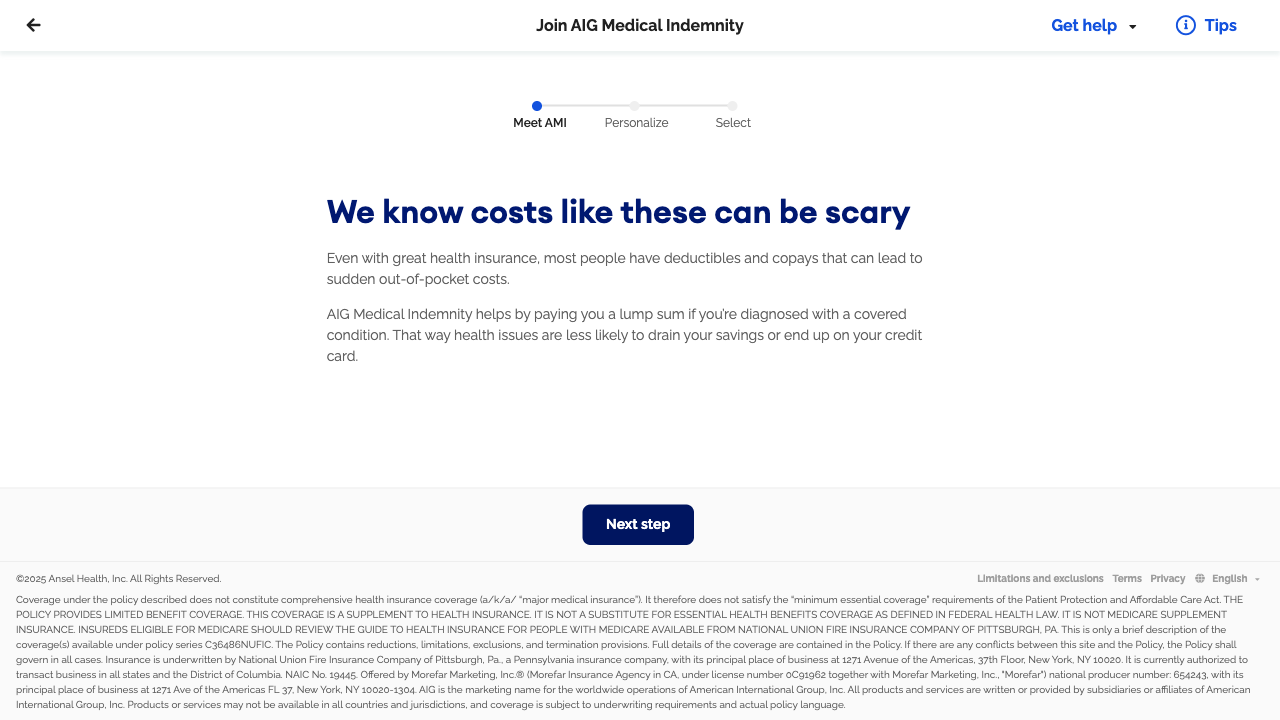 Join AIG Medical Indemnity
Get help
Tips
Meet AMI
Personalize
Select
We know costs like these can be scary
Even with great health insurance, most people have deductibles and copays that can lead to
sudden out-of-pocket costs.
AIG Medical Indemnity helps by paying you a lump sum if you're diagnosed with a covered
condition. That way health issues are less likely to drain your savings or end up on your credit
card.
Next step
©2025 Ansel Health, Inc. All Rights Reserved.
Limitations and exclusions
Terms
Privacy
English
Coverage under the policy described does not constitute comprehensive health insurance coverage (a/k/a/ “major medical insurance”). It therefore does not satisfy the “minimum essential coverage” requirements of the Patient Protection and Affordable Care Act. THE
POLICY PROVIDES LIMITED BENEFIT COVERAGE. THIS COVERAGE IS A SUPPLEMENT TO HEALTH INSURANCE. IT IS NOT A SUBSTITUTE FOR ESSENTIAL HEALTH BENEFITS COVERAGE AS DEFINED IN FEDERAL HEALTH LAW. IT IS NOT MEDICARE SUPPLEMENT
INSURANCE. INSUREDS ELIGIBLE FOR MEDICARE SHOULD REVIEW THE GUIDE TO HEALTH INSURANCE FOR PEOPLE WITH MEDICARE AVAILABLE FROM NATIONAL UNION FIRE INSURANCE COMPANY OF PITTSBURGH, PA. This is only a brief description of the
coverage(s) available under policy series C36486NUFIC. The Policy contains reductions, limitations, exclusions, and termination provisions. Full details of the coverage are contained in the Policy. If there are any conflicts between this site and the Policy, the Policy shall
govern in all cases. Insurance is underwritten by National Union Fire Insurance Company of Pittsburgh, Pa., a Pennsylvania insurance company, with its principal place of business at 1271 Avenue of the Americas, 37th Floor, New York, NY 10020. It is currently authorized to
transact business in all states and the District of Columbia. NAIC No. 19445. Offered by Morefar Marketing, Inc.® (Morefar Insurance Agency in CA, under license number 0C91962 together with Morefar Marketing, Inc., "Morefar") national producer number: 654243, with its
principal place of business at 1271 Ave of the Americas FL 37, New York, NY 10020-1304. AIG is the marketing name for the worldwide operations of American International Group, Inc. All products and services are written or provided by subsidiaries or affiliates of American
International Group, Inc. Products or services may not be available in all countries and jurisdictions, and coverage is subject to underwriting requirements and actual policy language.